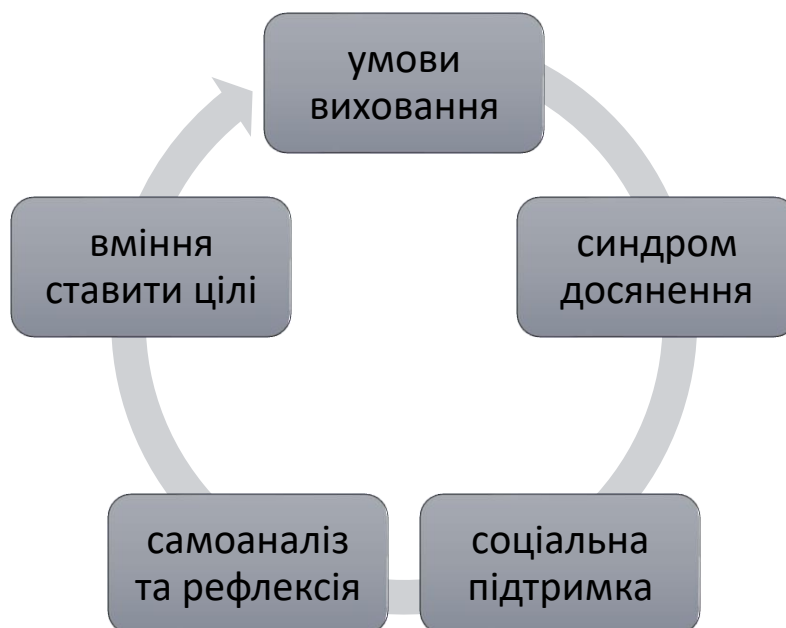 умови
виховання
синдром
досянення
соціальна
підтримка
самоаналіз
та рефлексія
вміння
ставити цілі